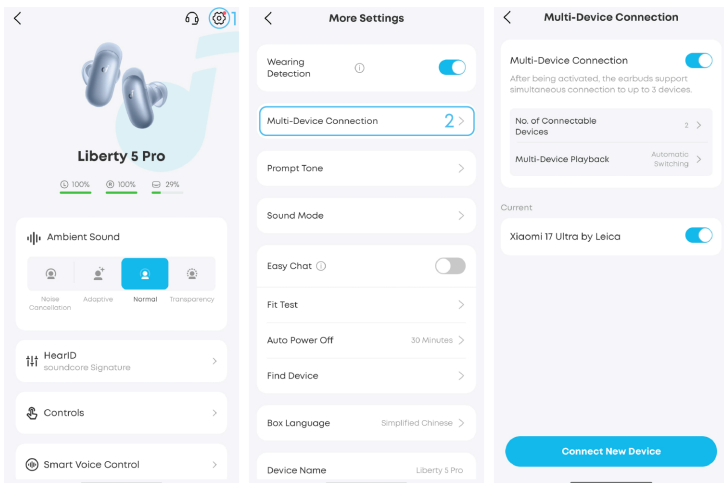 1
Liberty 5 Pro
L 100%
R 100%
29%
Ambient Sound
Noise
Cancellation
Adaptive
Normal
Transparency
HearID
soundcore Signature
Controls
Smart Voice Control
More Settings
Wearing
Detection
Multi-Device Connection
2
Prompt Tone
Sound Mode
Easy Chat
Fit Test
Auto Power Off
30 Minutes
Find Device
Box Language
Simplified Chinese
Device Name
Liberty 5 Pro
Multi-Device Connection
Multi-Device Connection
After being activated, the earbuds support
simultaneous connection to up to 3 devices.
No. of Connectable
Devices
Multi-Device Playback
Automatic
Switching
Current
Xiaomi 17 Ultra by Leica
Connect New Device